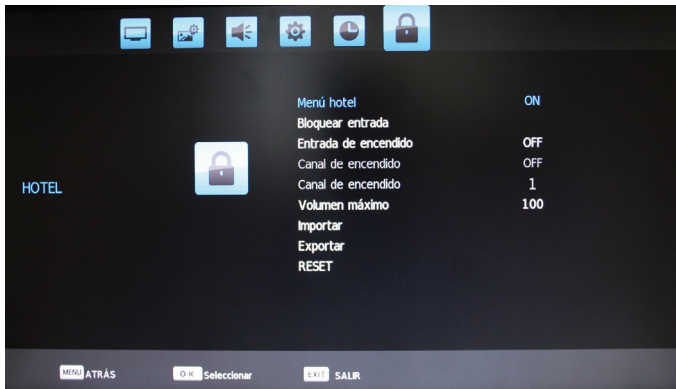 Menú hotel ON
Bloquear entrada
Entrada de encendido OFF
Canal de encendido OFF
Canal de encendido 1
HOTEL
Volumen máximo 100
Importar
Exportar
RESET
MENU ATRÁS OK Seleccionar EXIT SALIR